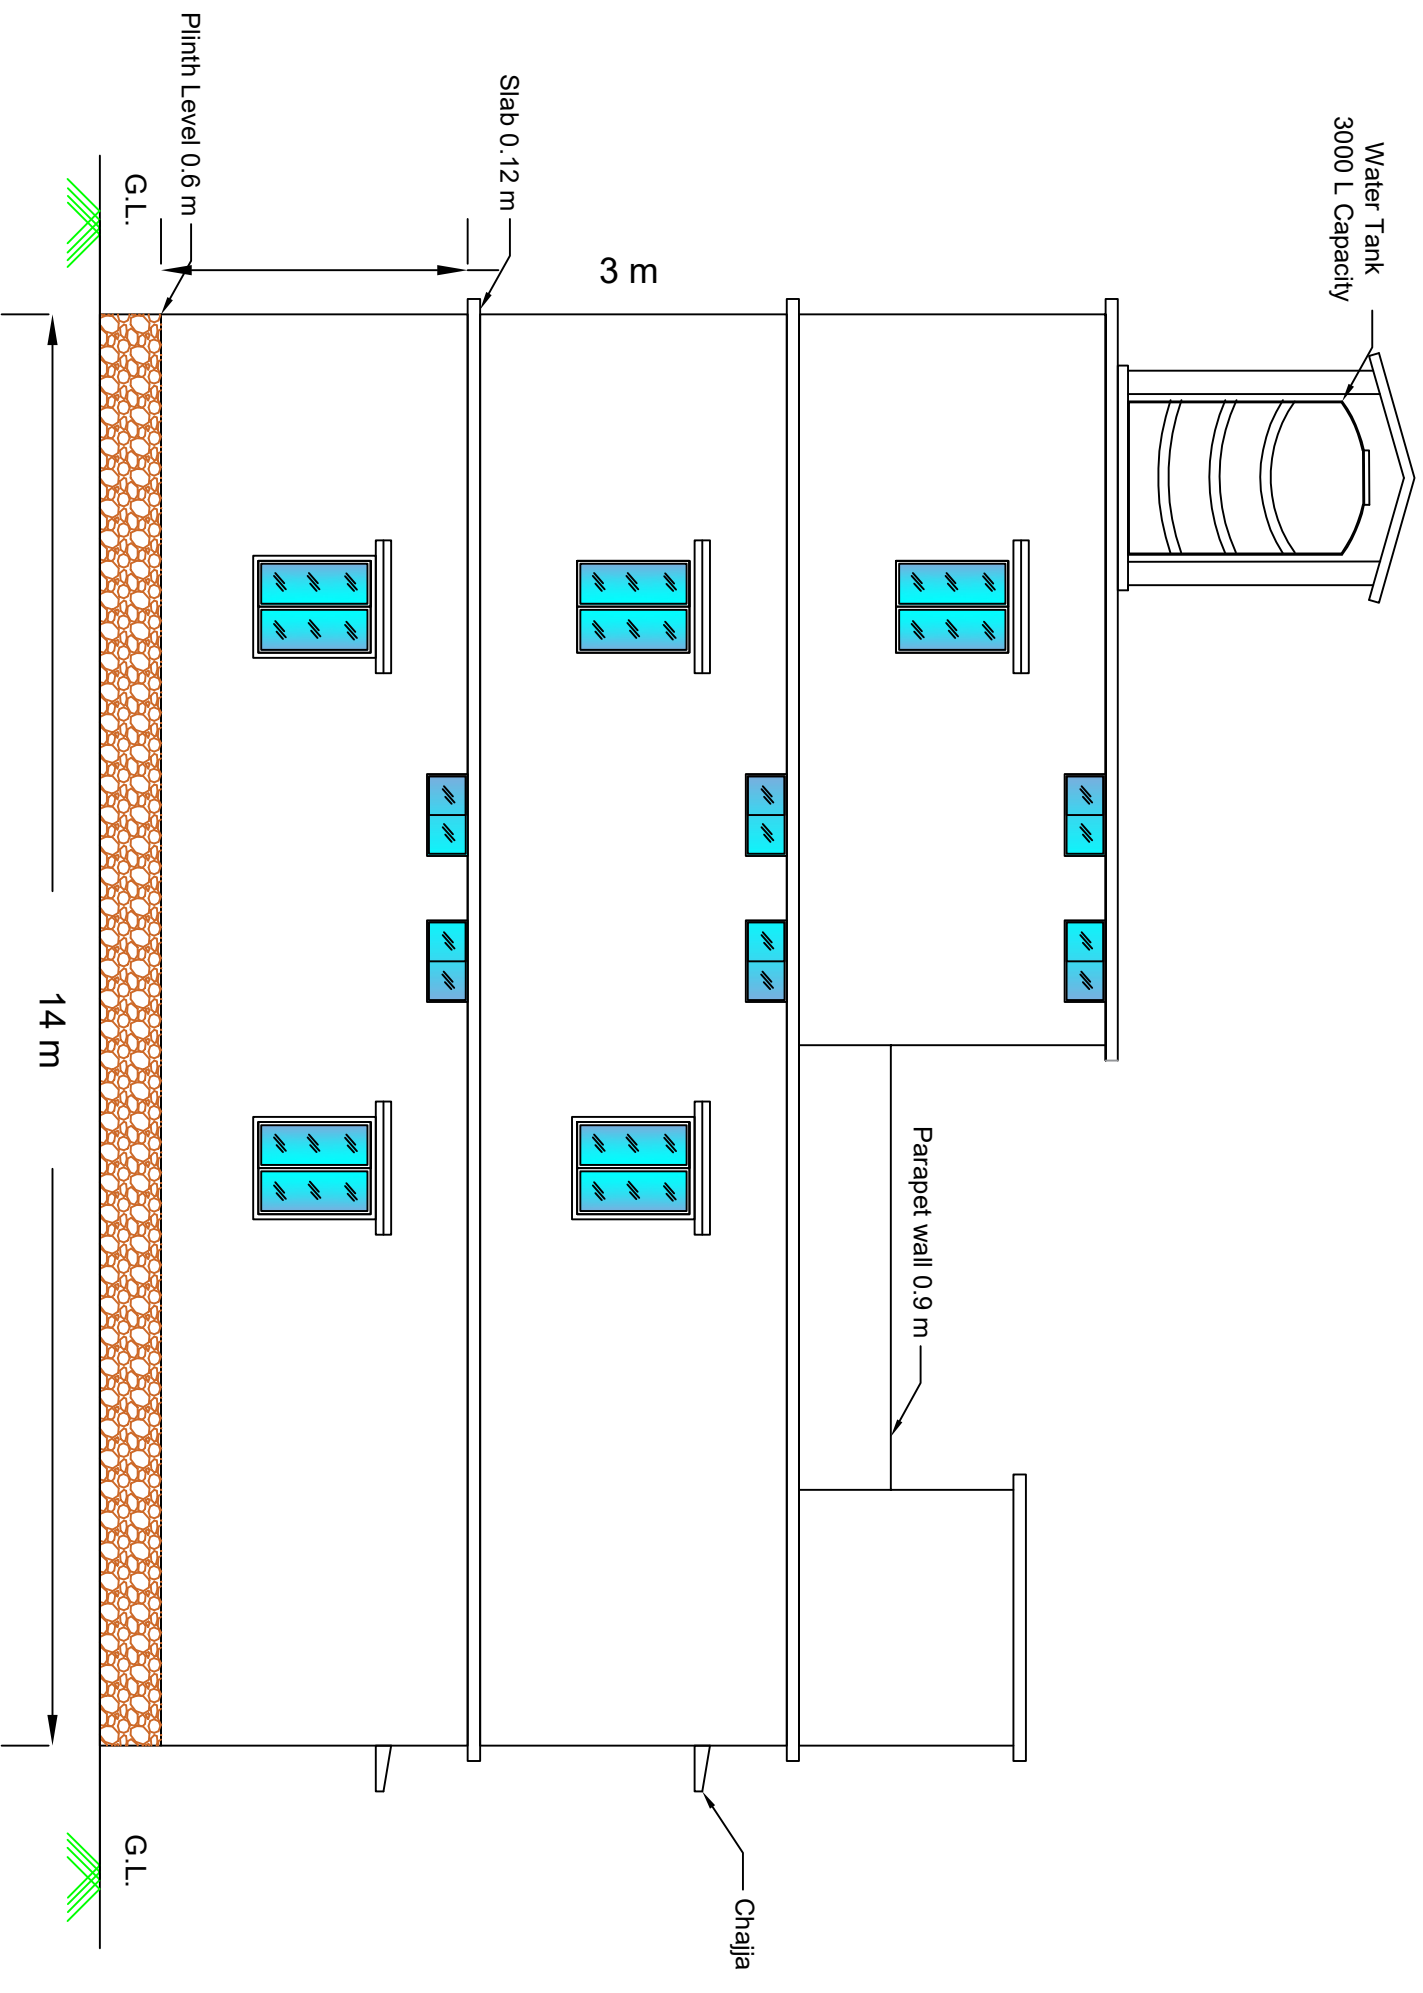 Water Tank
3000 L Capacity
Parapet wall 0.9 m
Chajja
3 m
Slab 0.12 m
Plinth Level 0.6 m
G.L.
G.L.
14 m